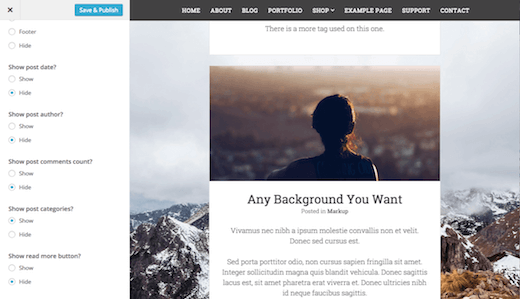 Save & Publish
Footer
Hide
Show post date?
Show
Hide
Show post author?
Show
Hide
Show post comments count?
Show
Hide
Show post categories?
Show
Hide
Show read more button?
Show
Hide
HOME ABOUT BLOG PORTFOLIO SHOP EXAMPLE PAGE SUPPORT CONTACT
There is a more tag used on this one.
Any Background You Want
Posted in Markup
Vivamus nec nibh a ipsum molestie convallis non et velit.
Donec sed cursus est.
Sed porta porttitor odio, non cursus sapien fringilla sit amet.
Integer sollicitudin magna quis blandit vehicula. Donec sagittis
lacus est, sit amet pharetra erat viverra et. Donec ultricies nibh
id neque faucibus sagittis.